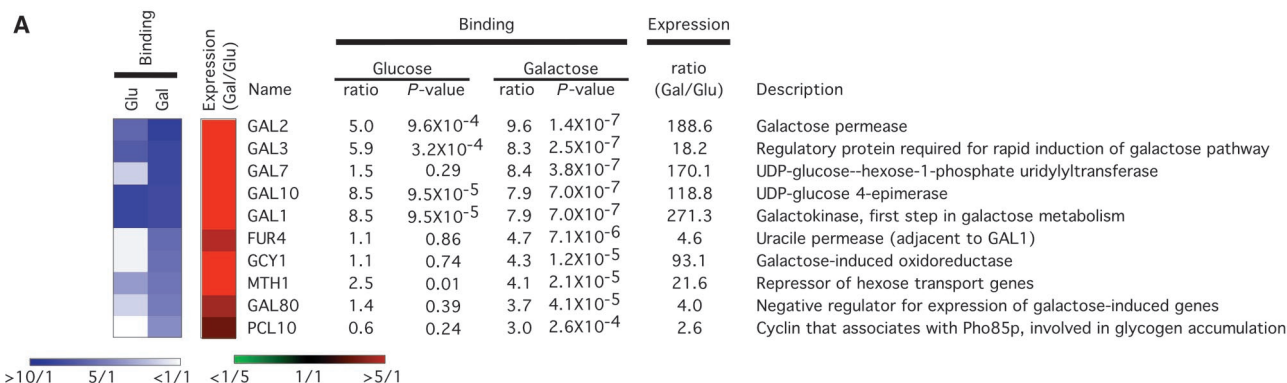 A
Binding
Expression
(Gal/Glu)
Glu
Gal
Binding
Expression
Glucose
Galactose
ratio
(Gal/Glu)
Name
ratio
P-value
ratio
P-value
Description
GAL2 5.0 9.6X10-4 9.6 1.4X10-7 188.6 Galactose permease
GAL3 5.9 3.2X10-4 8.3 2.5X10-7 18.2 Regulatory protein required for rapid induction of galactose pathway
GAL7 1.5 0.29 8.4 3.8X10-7 170.1 UDP-glucose--hexose-1-phosphate uridylyltransferase
GAL10 8.5 9.5X10-5 7.9 7.0X10-7 118.8 UDP-glucose 4-epimerase
GAL1 8.5 9.5X10-5 7.9 7.0X10-7 271.3 Galactokinase, first step in galactose metabolism
FUR4 1.1 0.86 4.7 7.1X10-6 4.6 Uracile permease (adjacent to GAL1)
GCY1 1.1 0.74 4.3 1.2X10-5 93.1 Galactose-induced oxidoreductase
MTH1 2.5 0.01 4.1 2.1X10-5 21.6 Repressor of hexose transport genes
GAL80 1.4 0.39 3.7 4.1X10-5 4.0 Negative regulator for expression of galactose-induced genes
PCL10 0.6 0.24 3.0 2.6X10-4 2.6 Cyclin that associates with Pho85p, involved in glycogen accumulation
>10/1 5/1 <1/1
<1/5 1/1 >5/1